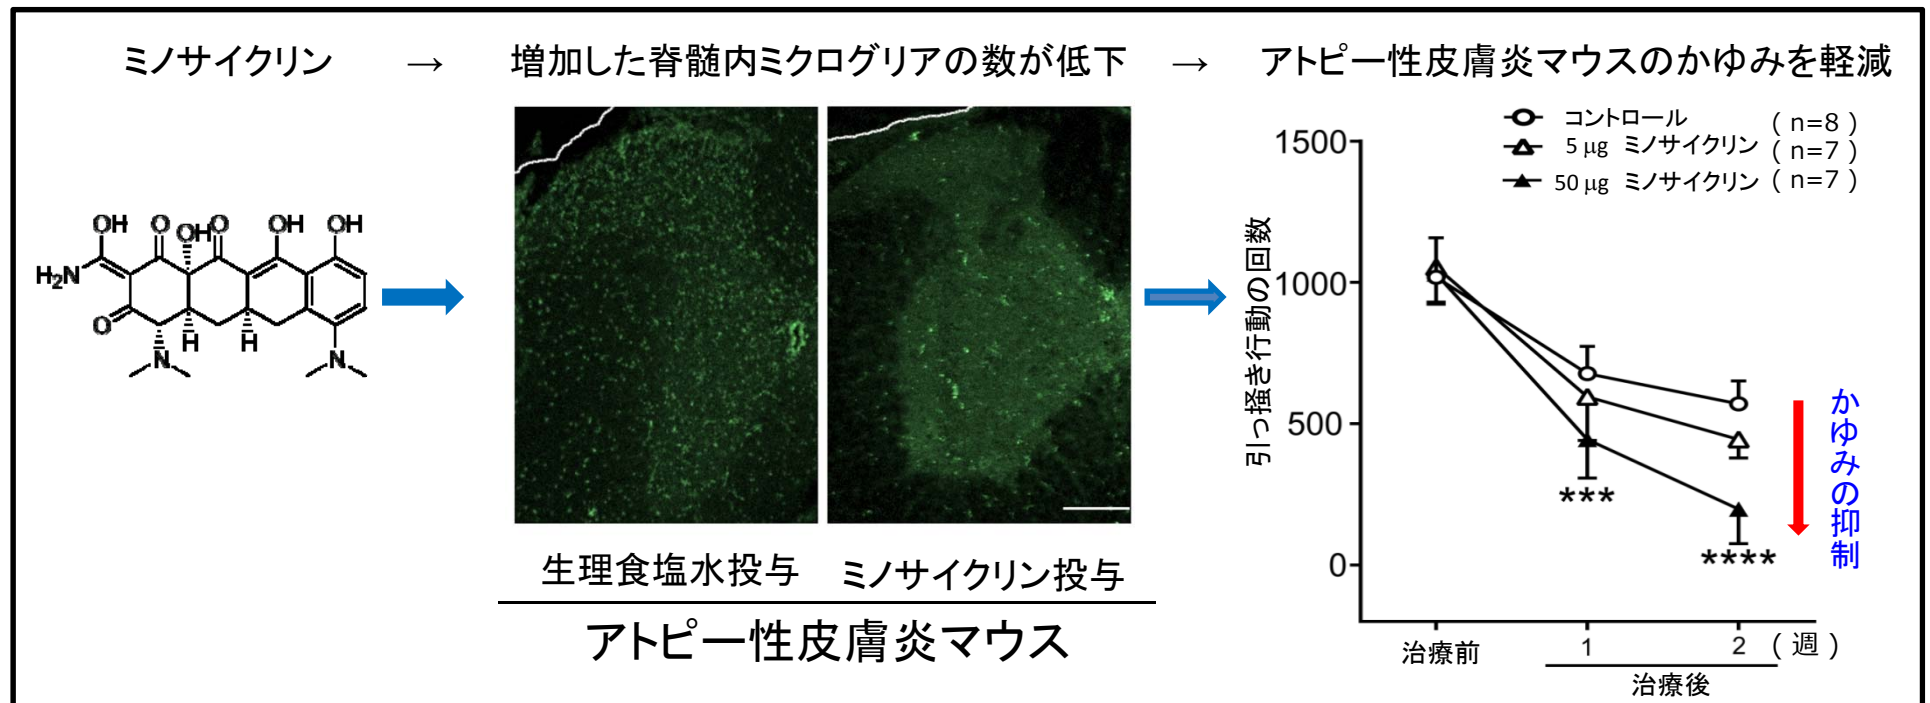 ミノサイクリン → 増加した脊髄内ミクログリアの数が低下 → アトピー性皮膚炎マウスのかゆみを軽減
OH O OH O OH OH
H₂N
O
H H
N N
生理食塩水投与 ミノサイクリン投与
アトピー性皮膚炎マウス
コントロール ( n=8 )
5 μg ミノサイクリン ( n=7 )
50 μg ミノサイクリン ( n=7 )
引っ掻き行動の回数
1500
1000
500
0
***
****
治療前 1 2 ( 週 )
治療後
かゆみの抑制